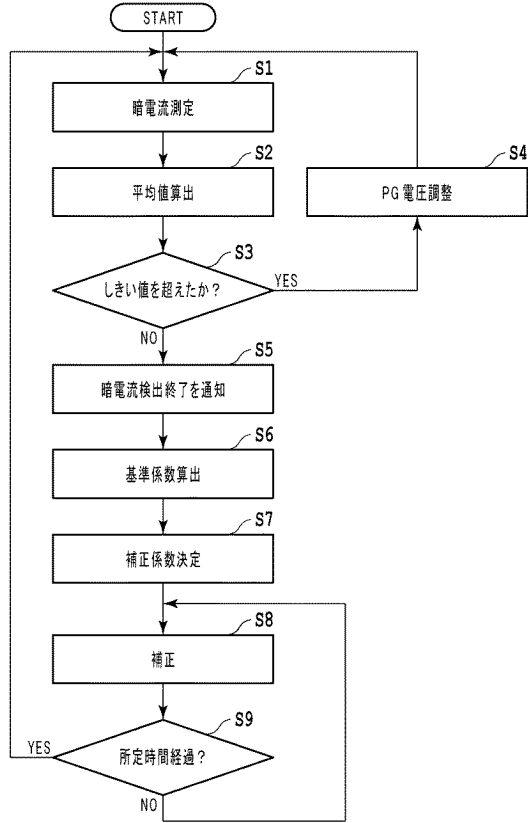 START
S1
暗電流測定
S2
平均値算出
S4
PG電圧調整
S3
しきい値を超えたか？
YES
NO
S5
暗電流検出終了を通知
S6
基準係数算出
S7
補正係数決定
S8
補正
S9
所定時間経過？
YES
NO